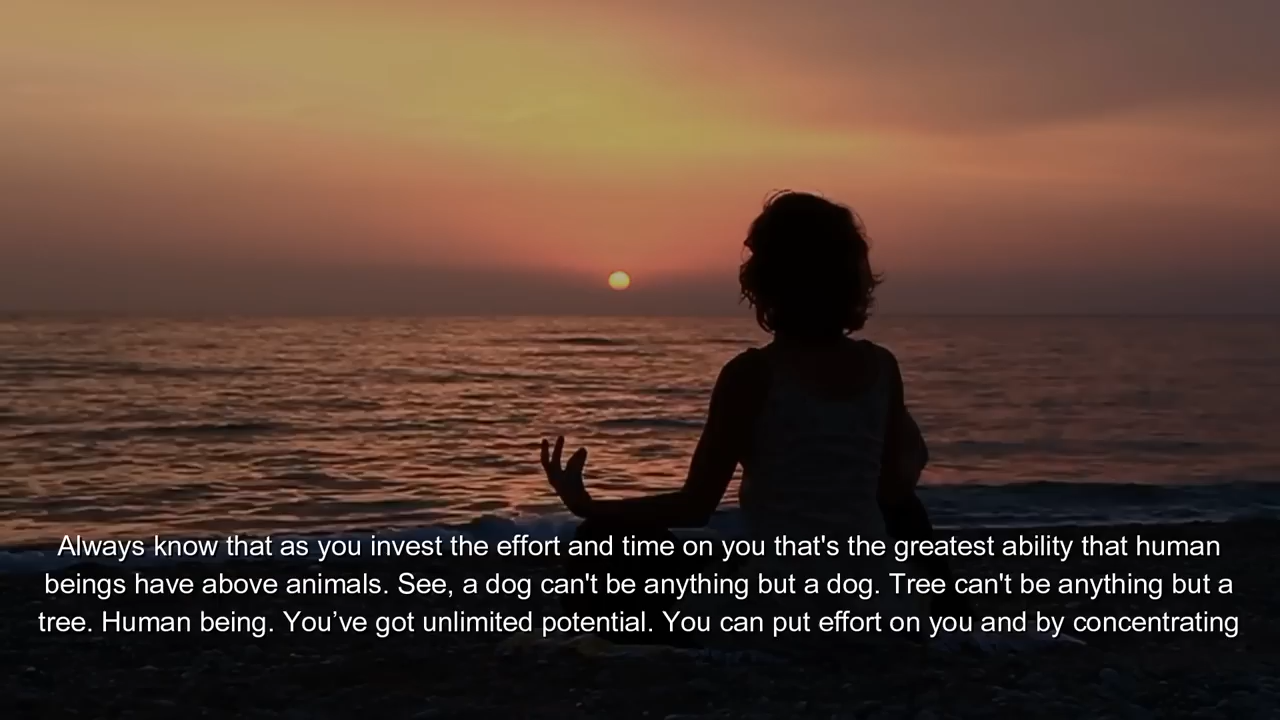 Always know that as you invest the effort and time on you that's the greatest ability that human
beings have above animals. See, a dog can't be anything but a dog. Tree can't be anything but a
tree. Human being. You’ve got unlimited potential. You can put effort on you and by concentrating